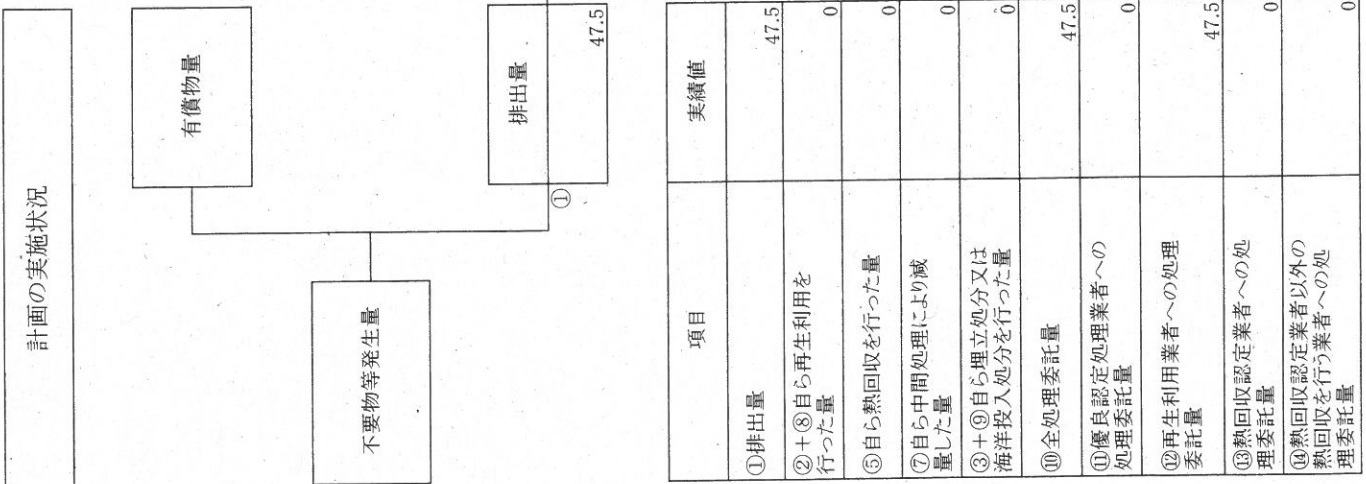 計画の実施状況
有償物量
不要物等発生量
排出量
①
47.5
項目
実績値
①排出量
47.5
②+⑧自ら再生利用を
行った量
0
⑤自ら熱回収を行った量
0
⑦自ら中間処理により減
量した量
0
③+⑨自ら埋立処分又は
海洋投入処分を行った量
0
⑩全処理委託量
47.5
⑪優良認定処理業者への
処理委託量
0
⑫再生利用業者への処理
委託量
47.5
⑬熱回収認定業者への処
理委託量
0
⑭熱回収認定業者以外の
熱回収を行う業者への処
理委託量
0